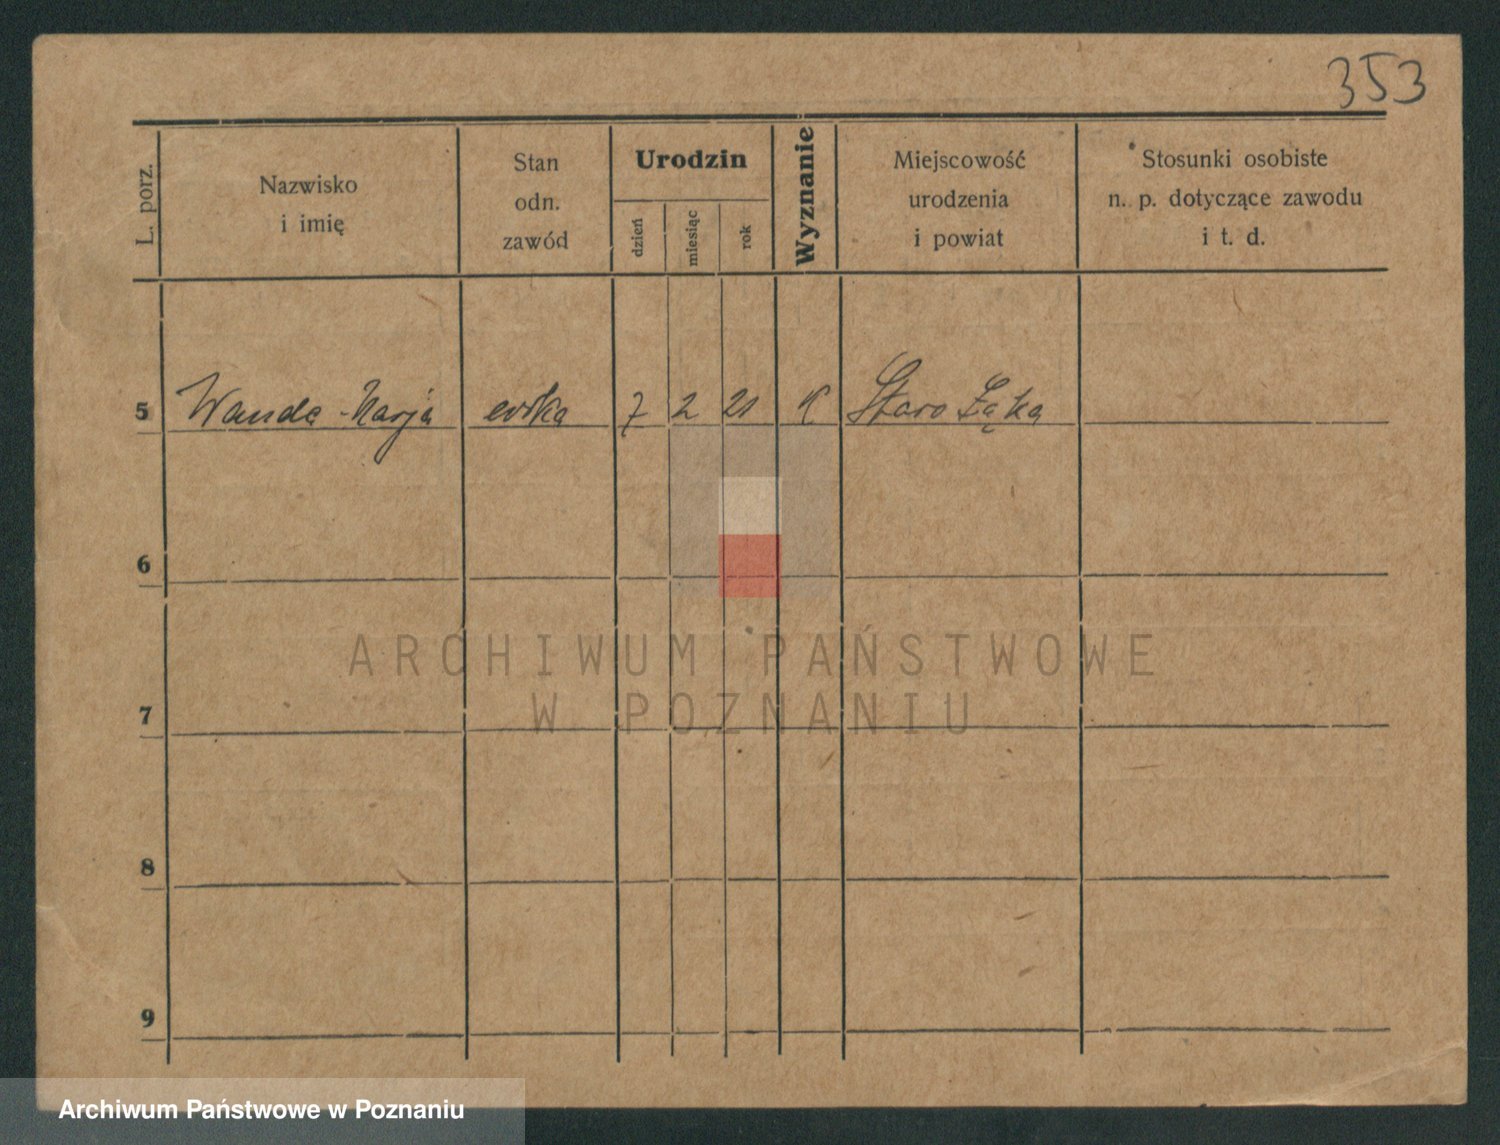 353
L. porz.
Nazwisko
i imię
Stan
odn.
zawód
Urodzin
dzień
miesiąc
rok
Wyznanie
Miejscowość
urodzenia
i powiat
Stosunki osobiste
n. p. dotyczące zawodu
i t. d.
5 Wanda-Marja córka 7 2 21 K Staro Łęka
6
7
8
9
ARCHIWUM PAŃSTWOWE
W POZNANIU
Archiwum Państwowe w Poznaniu